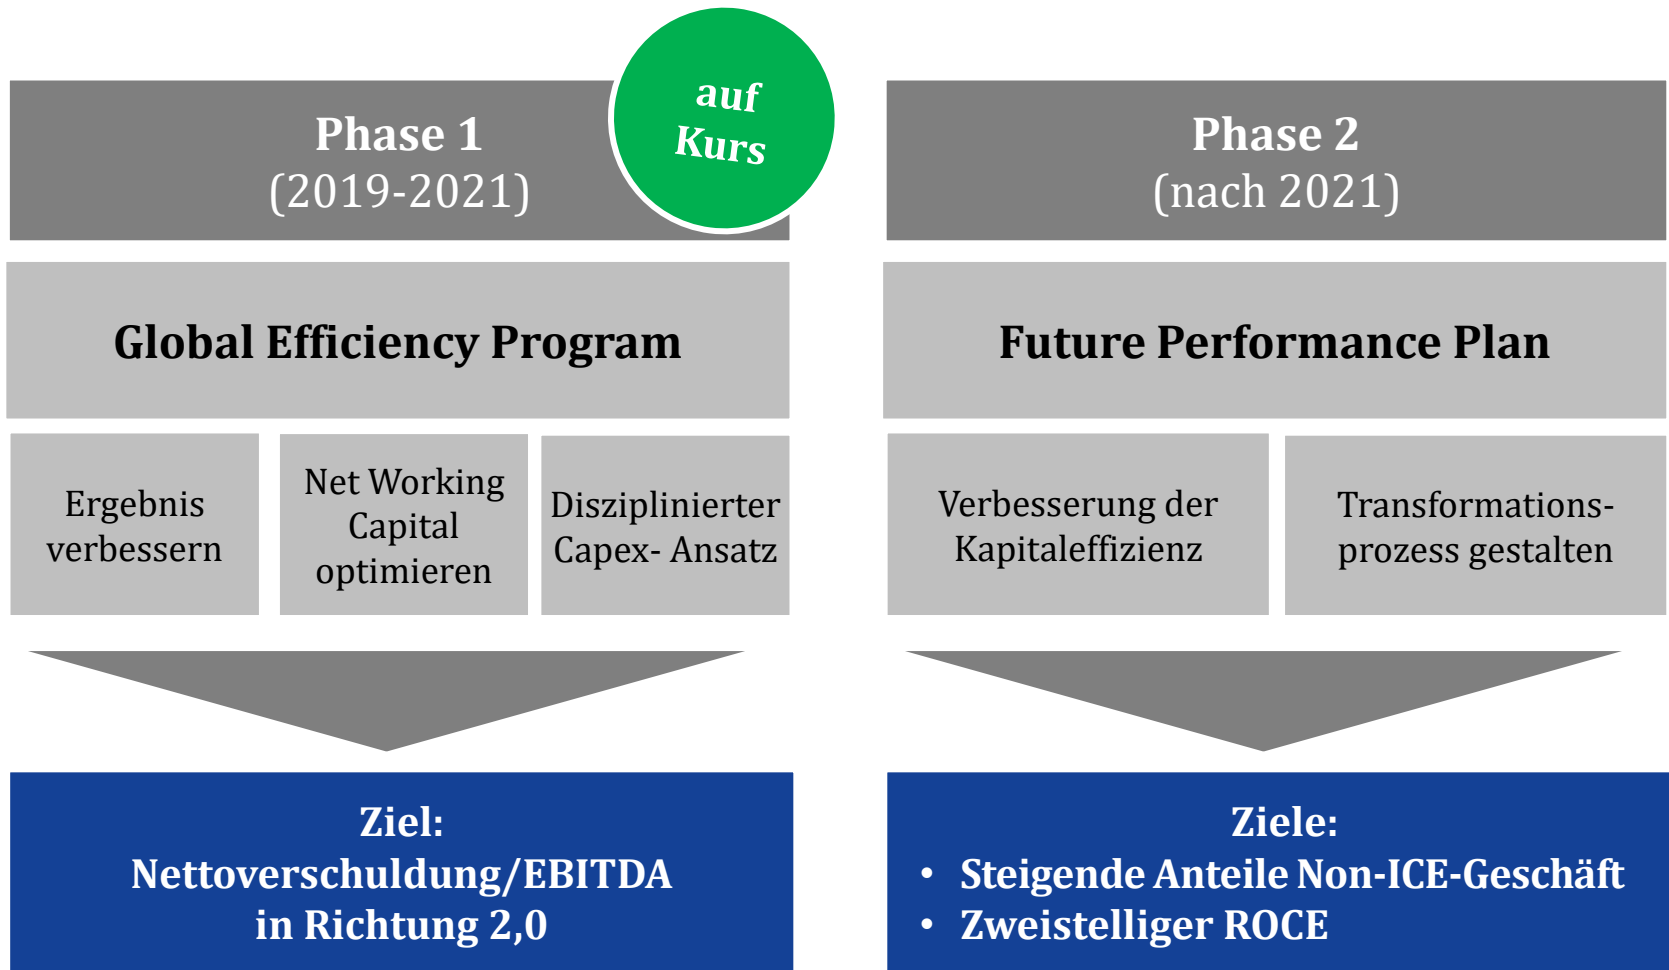 auf
Kurs
Phase 1
(2019-2021)
Global Efficiency Program
Ergebnis
verbessern
Net Working
Capital
optimieren
Disziplinierter
Capex- Ansatz
Ziel:
Nettoverschuldung/EBITDA
in Richtung 2,0
Phase 2
(nach 2021)
Future Performance Plan
Verbesserung der
Kapitaleffizienz
Transformations-
prozess gestalten
Ziele:
• Steigende Anteile Non-ICE-Geschäft
• Zweistelliger ROCE